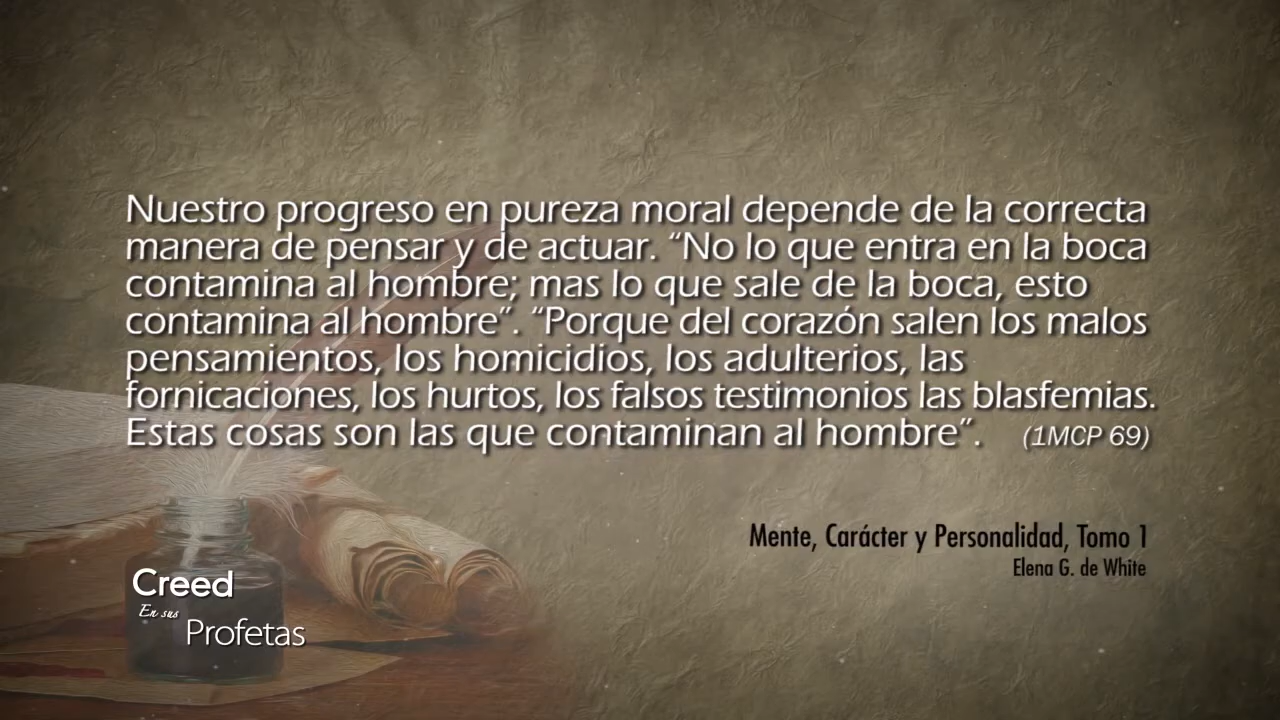 Nuestro progreso en pureza moral depende de la correcta
manera de pensar y de actuar. “No lo que entra en la boca
contamina al hombre; mas lo que sale de la boca, esto
contamina al hombre”. “Porque del corazón salen los malos
pensamientos, los homicidios, los adulterios, las
fornicaciones, los hurtos, los falsos testimonios las blasfemias.
Estas cosas son las que contaminan al hombre”. (1MCP 69)
Mente, Carácter y Personalidad, Tomo 1
Elena G. de White
Creed
En sus
Profetas